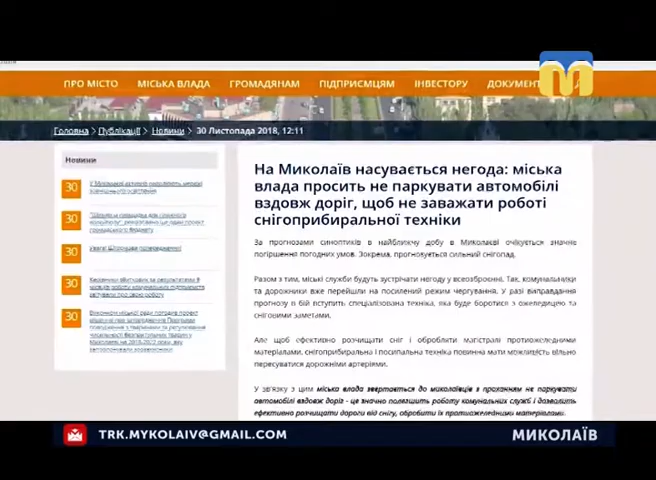 ПРО МІСТО МІСЬКА ВЛАДА ГРОМАДЯНАМ ПІДПРИЄМЦЯМ ІНВЕСТОРУ ДОКУМЕНТ
Головна > Публікації > Новини > 30 Листопада 2018, 12:11
Новини
30
30
30
30
30
На Миколаїв насувається негода: міська
влада просить не паркувати автомобілі
вздовж доріг, щоб не заважати роботі
снігоприбиральної техніки
За прогнозами синоптиків в найближчу добу в Миколаєві очікується значне
погіршення погодних умов. Зокрема, прогнозується сильний снігопад.
Разом з тим, міські служби будуть зустрічати негоду у всеозброєнні. Так, комунальники
та дорожники вже перейшли на посилений режим чергування. У разі виправдання
прогнозу в бій вступить спеціалізована техніка, яка буде боротися з ожеледицею та
сніговими заметами.
Але щоб ефективно розчищати сніг і обробляти магістралі протиожеледними
матеріалами, снігоприбиральна і посипальна техніка повинна мати можливість вільно
пересуватися дорожніми артеріями.
У зв'язку з цим міська влада звертається до миколаївців з проханням не паркувати
автомобілі вздовж доріг - це значно полегшить роботу комунальних служб і дозволить
ефективно розчищати дороги від снігу, обробити їх протиожеледними матеріалами.
TRK.MYKOLAIV@GMAIL.COM
МИКОЛАЇВ